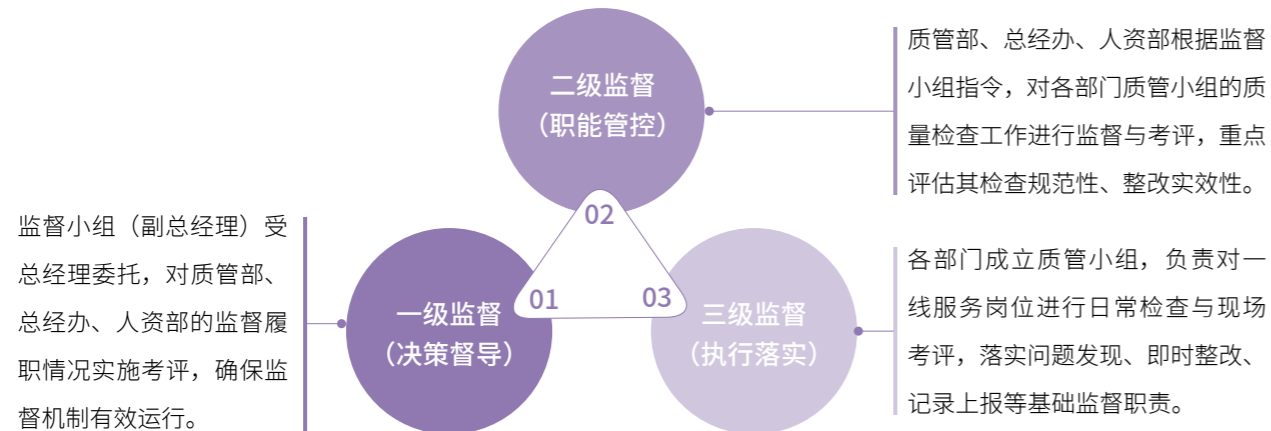 二级监督
（职能管控）
质管部、总经办、人资部根据监督
小组指令，对各部门质管小组的质
量检查工作进行监督与考评，重点
评估其检查规范性、整改实效性。
02
监督小组（副总经理）受
总经理委托，对质管部、
总经办、人资部的监督履
职情况实施考评，确保监
督机制有效运行。
01
一级监督
（决策督导）
03
三级监督
（执行落实）
各部门成立质管小组，负责对一
线服务岗位进行日常检查与现场
考评，落实问题发现、即时整改、
记录上报等基础监督职责。